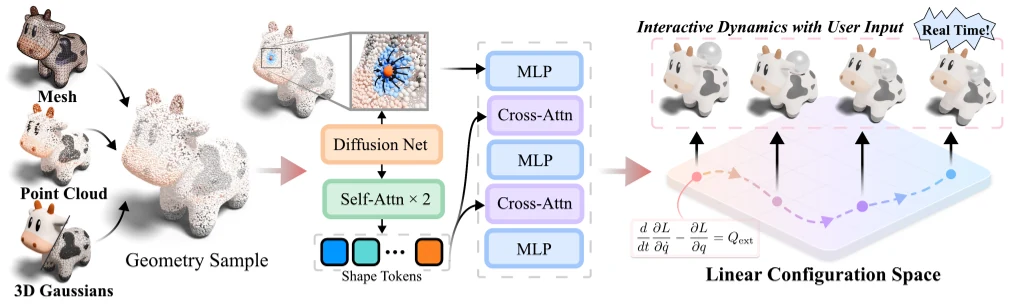 Mesh
Point Cloud
3D Gaussians
Geometry Sample
Diffusion Net
Self-Attn × 2
Shape Tokens
MLP
Cross-Attn
MLP
Cross-Attn
MLP
Interactive Dynamics with User Input
Real Time!
d/dt ∂L/∂q̇ − ∂L/∂q = Q_ext
Linear Configuration Space